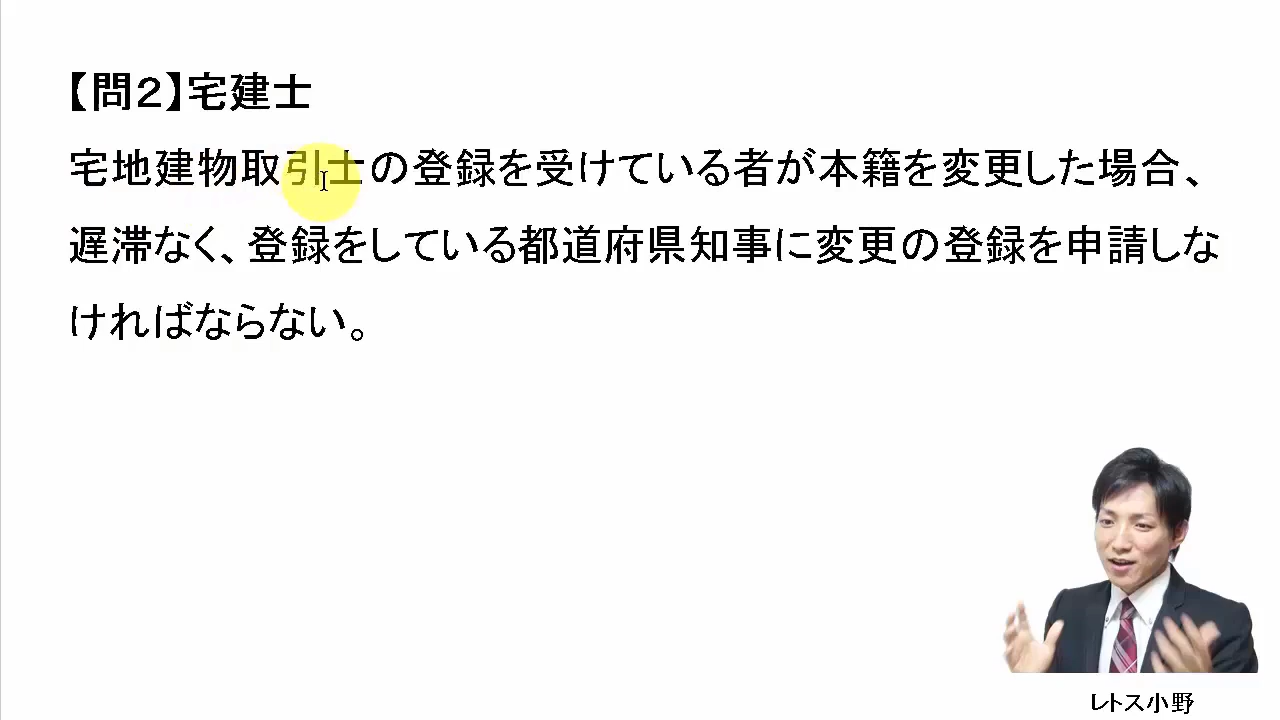 【問２】宅建士
宅地建物取引士の登録を受けている者が本籍を変更した場合、
遅滞なく、登録をしている都道府県知事に変更の登録を申請しな
ければならない。
レトス小野